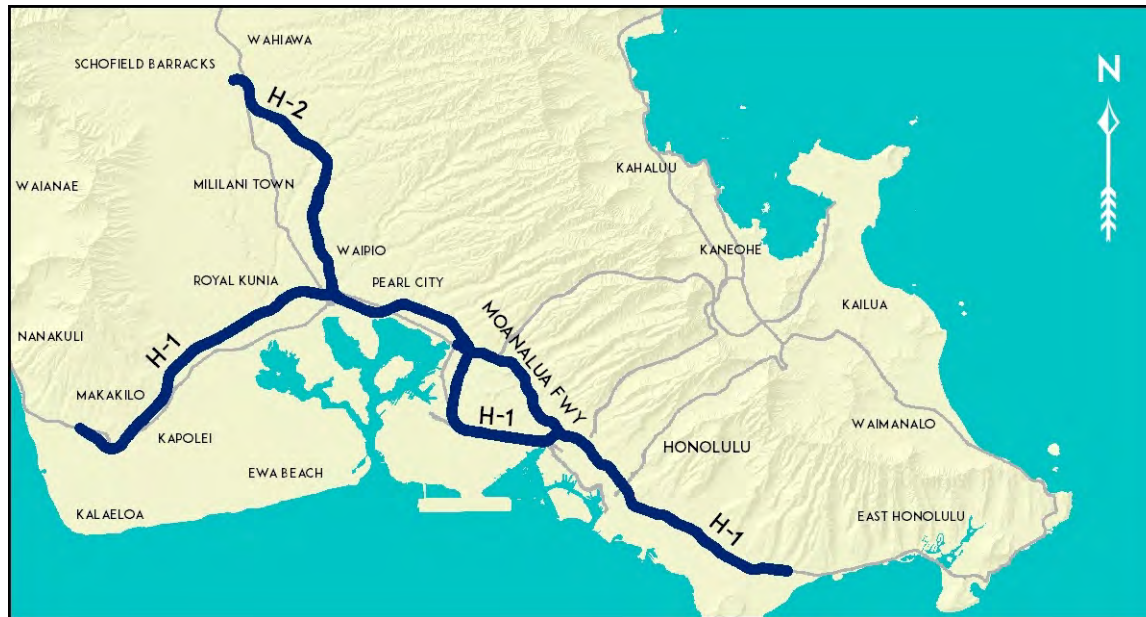 WAHIAWA
SCHOFIELD BARRACKS
H-2
N
KAHALUU
WAIANAE
MILILANI TOWN
KANEOHE
WAIPIO
ROYAL KUNIA
PEARL CITY
KAILUA
NANAKULI
H-1
MOANALUA FWY
MAKAKILO
H-1
KAPOLEI
WAIMANALO
HONOLULU
EWA BEACH
KALAELOA
H-1
EAST HONOLULU